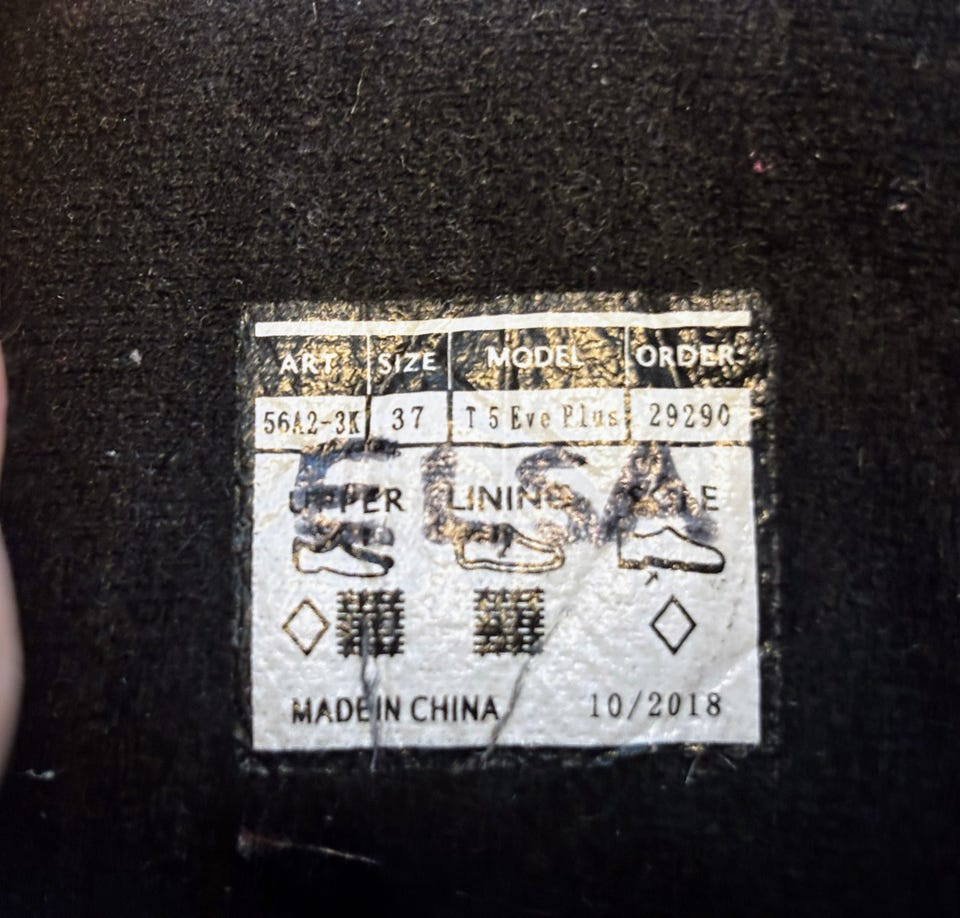 ART SIZE MODEL ORDER:
56A2-3K 37 T 5 Eve Plus 29290
ELSA
UPPER LINING SOLE
MADE IN CHINA 10/2018